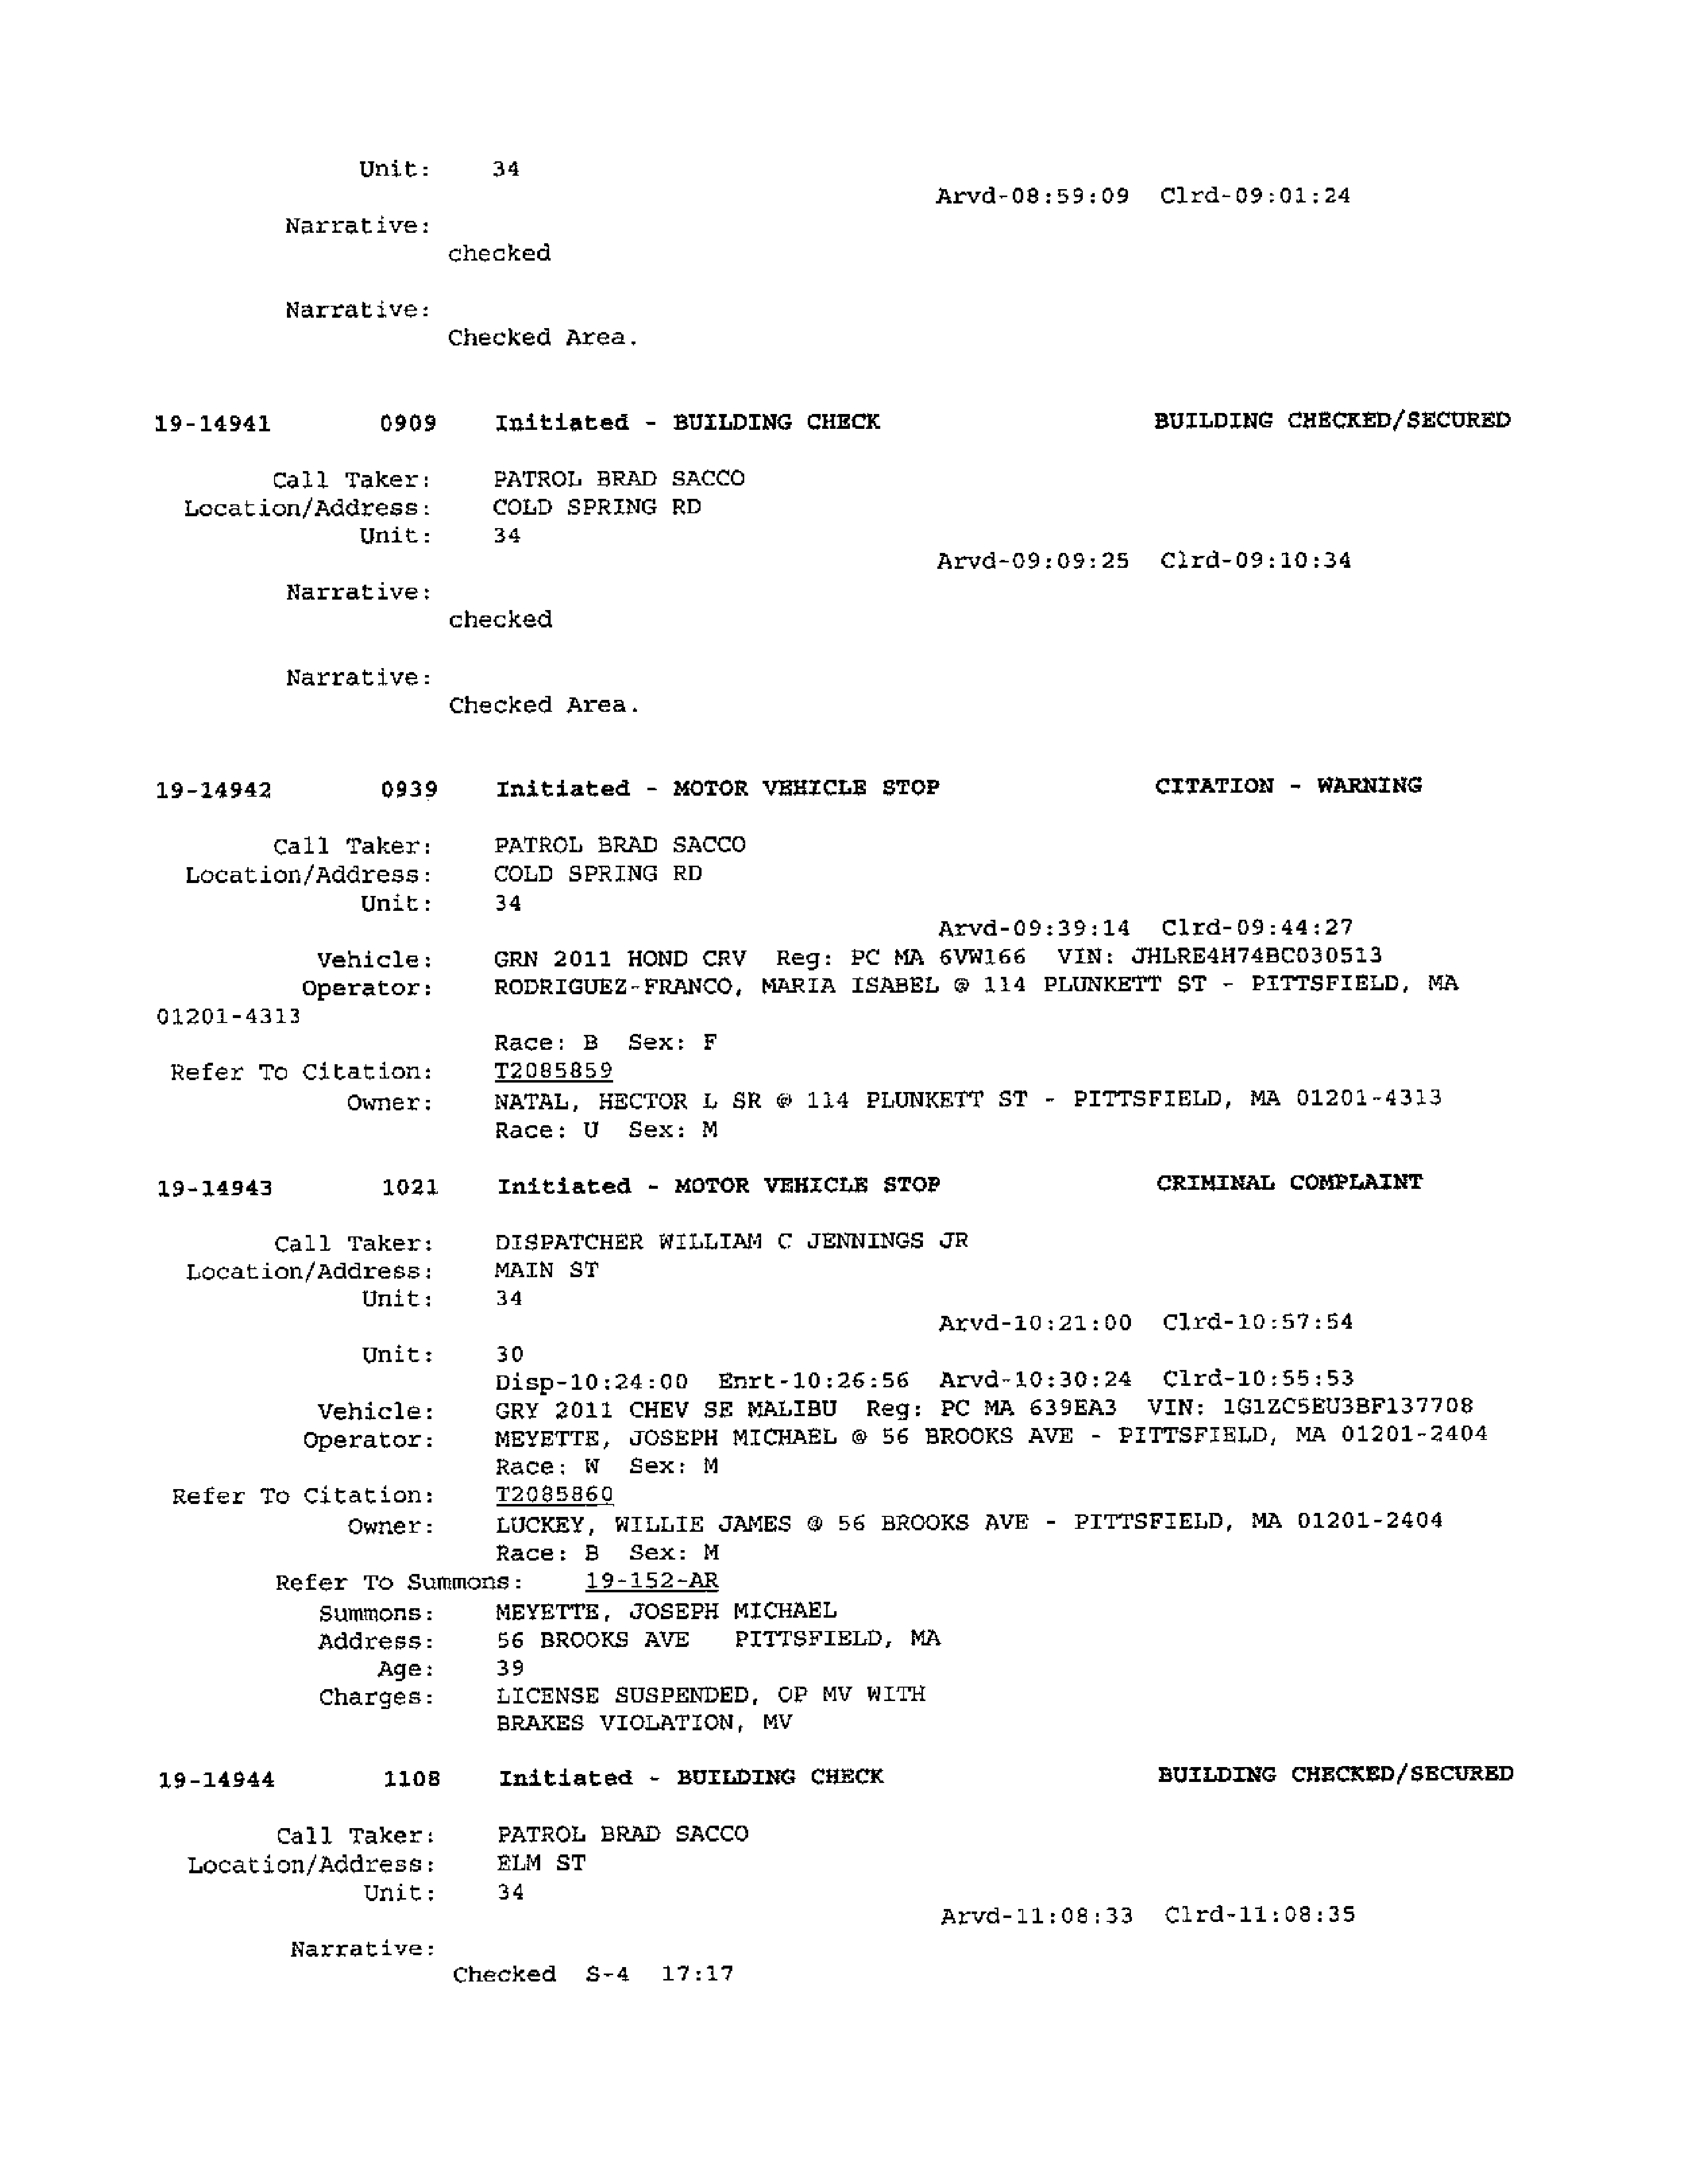 Unit: 34
Arvd-08:59:09 Clrd-09:01:24
Narrative:
checked
Narrative:
Checked Area.
19-14941 0909 Initiated - BUILDING CHECK BUILDING CHECKED/SECURED
Call Taker: PATROL BRAD SACCO
Location/Address: COLD SPRING RD
Unit: 34
Arvd-09:09:25 Clrd-09:10:34
Narrative:
checked
Narrative:
Checked Area.
19-14942 0939 Initiated - MOTOR VEHICLE STOP CITATION - WARNING
Call Taker: PATROL BRAD SACCO
Location/Address: COLD SPRING RD
Unit: 34
Arvd-09:39:14 Clrd-09:44:27
Vehicle: GRN 2011 HOND CRV Reg: PC MA 6VW166 VIN: JHLRE4H74BC030513
Operator: RODRIGUEZ-FRANCO, MARIA ISABEL @ 114 PLUNKETT ST - PITTSFIELD, MA
01201-4313
Race: B Sex: F
Refer To Citation: T2085859
Owner: NATAL, HECTOR L SR @ 114 PLUNKETT ST - PITTSFIELD, MA 01201-4313
Race: U Sex: M
19-14943 1021 Initiated - MOTOR VEHICLE STOP CRIMINAL COMPLAINT
Call Taker: DISPATCHER WILLIAM C JENNINGS JR
Location/Address: MAIN ST
Unit: 34
Arvd-10:21:00 Clrd-10:57:54
Unit: 30
Disp-10:24:00 Enrt-10:26:56 Arvd-10:30:24 Clrd-10:55:53
Vehicle: GRY 2011 CHEV SE MALIBU Reg: PC MA 639EA3 VIN: 1G1ZC5EU3BF137708
Operator: MEYETTE, JOSEPH MICHAEL @ 56 BROOKS AVE - PITTSFIELD, MA 01201-2404
Race: W Sex: M
Refer To Citation: T2085860
Owner: LUCKEY, WILLIE JAMES @ 56 BROOKS AVE - PITTSFIELD, MA 01201-2404
Race: B Sex: M
Refer To Summons: 19-152-AR
Summons: MEYETTE, JOSEPH MICHAEL
Address: 56 BROOKS AVE PITTSFIELD, MA
Age: 39
Charges: LICENSE SUSPENDED, OP MV WITH
BRAKES VIOLATION, MV
19-14944 1108 Initiated - BUILDING CHECK BUILDING CHECKED/SECURED
Call Taker: PATROL BRAD SACCO
Location/Address: ELM ST
Unit: 34
Arvd-11:08:33 Clrd-11:08:35
Narrative:
Checked S-4 17:17